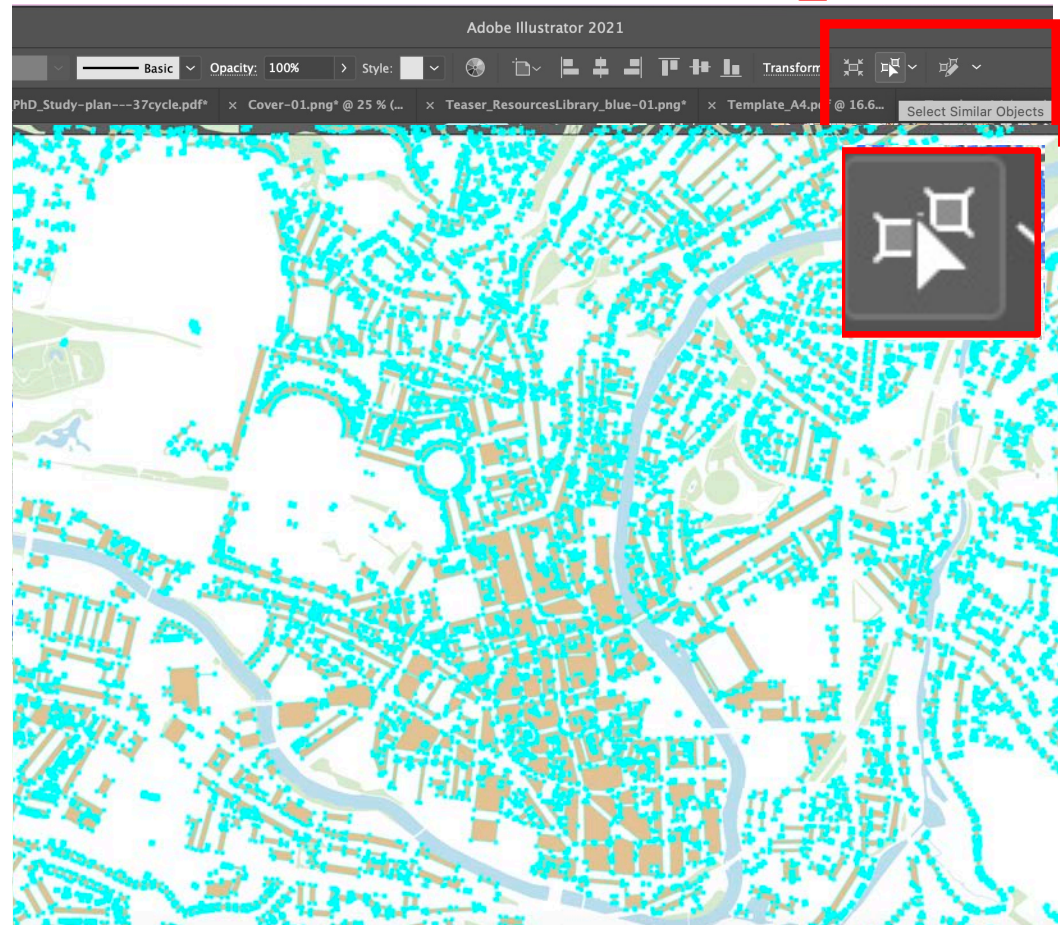 Adobe Illustrator 2021
Basic Opacity: 100% Style: Transform
PhD_Study-plan---37cycle.pdf* × Cover-01.png* @ 25 % (... × Teaser_ResourcesLibrary_blue-01.png* × Template_A4.pdf @ 16.6...
Select Similar Objects